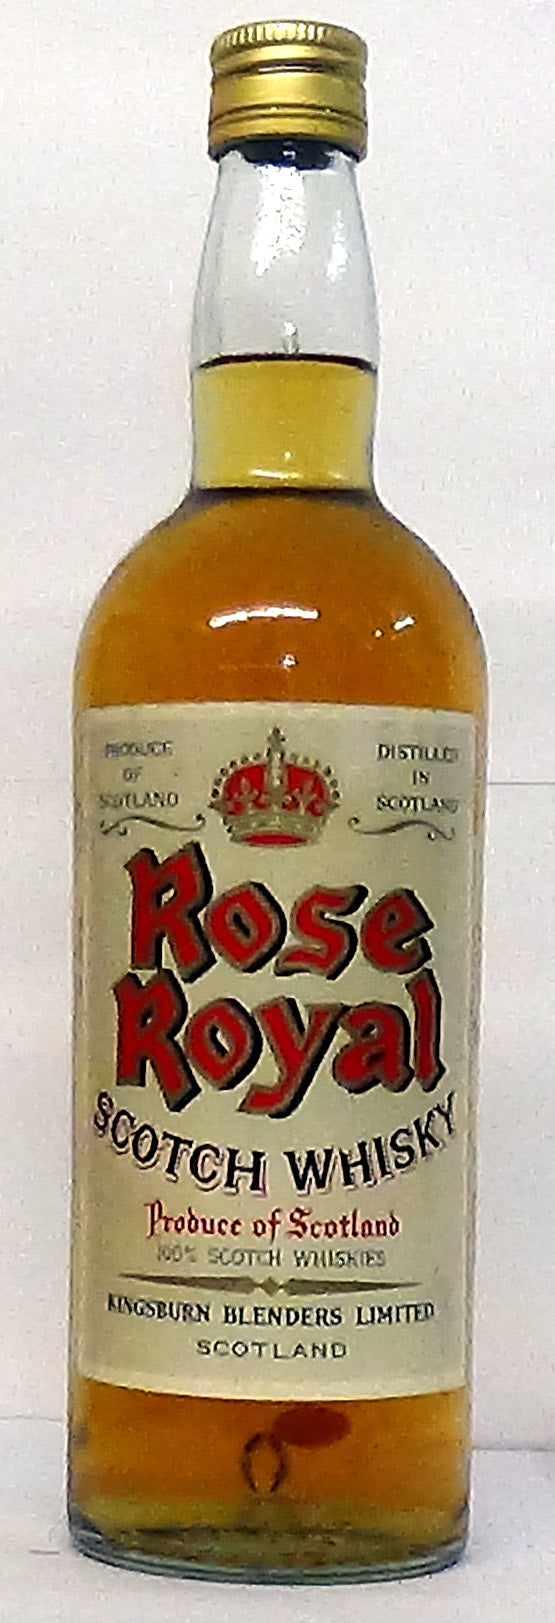 PRODUCE
OF
SCOTLAND
DISTILLED
IN
SCOTLAND
Rose
Royal
SCOTCH WHISKY
Produce of Scotland
100% SCOTCH WHISKIES
KINGSBURN BLENDERS LIMITED
SCOTLAND